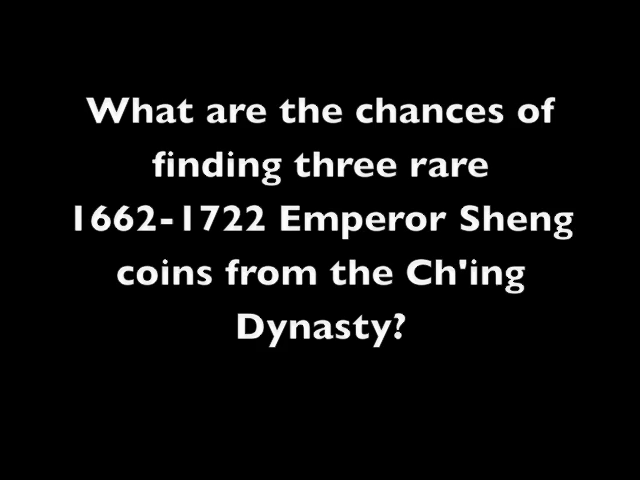 What are the chances of
finding three rare
1662-1722 Emperor Sheng
coins from the Ch'ing
Dynasty?